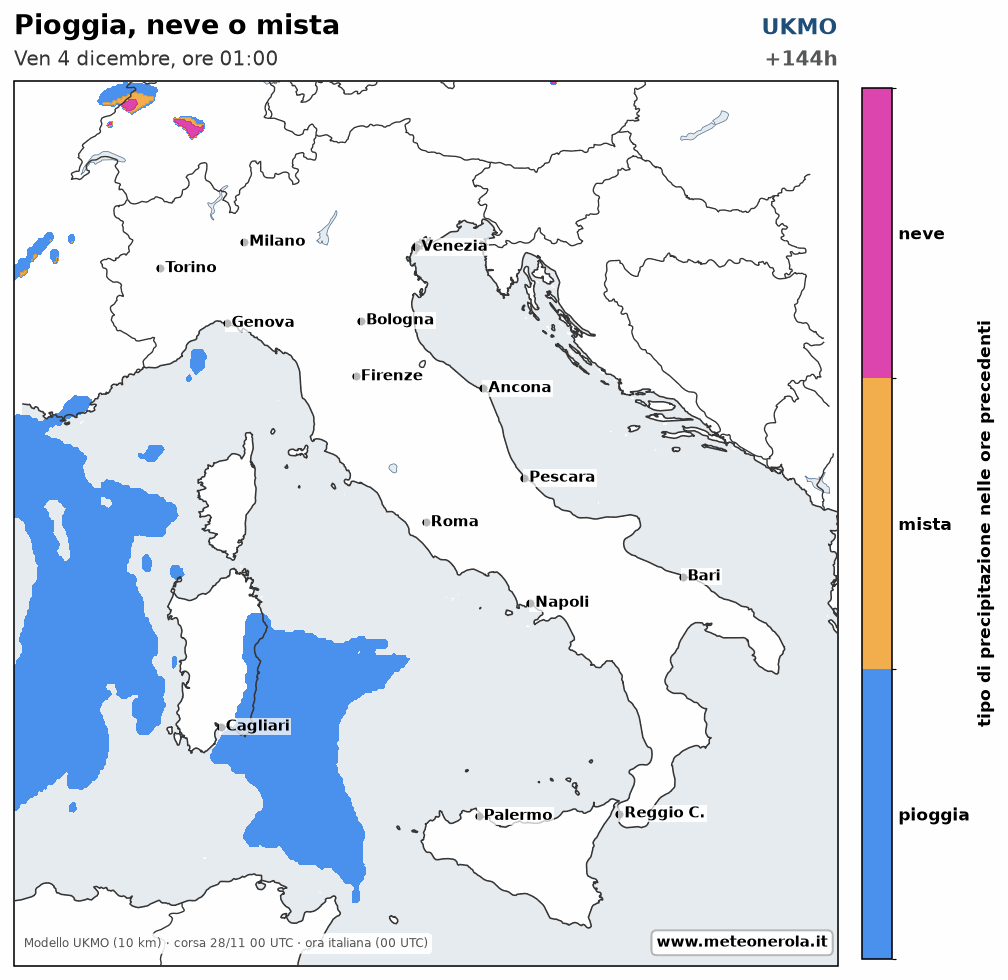 Pioggia, neve o mista
UKMO
Ven 4 dicembre, ore 01:00
+144h
neve
Milano
Venezia
Torino
Genova
Bologna
Firenze
Ancona
Pescara
Roma
mista
Bari
Napoli
Cagliari
Palermo
Reggio C.
pioggia
tipo di precipitazione nelle ore precedenti
Modello UKMO (10 km) · corsa 28/11 00 UTC · ora italiana (00 UTC)
www.meteonerola.it